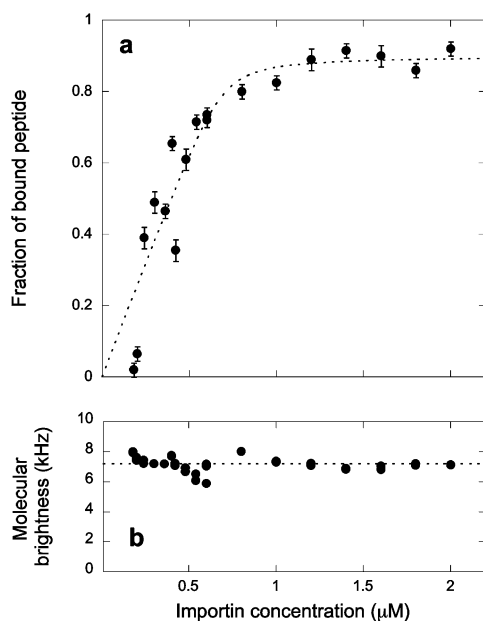 a
Fraction of bound peptide
1
0.8
0.6
0.4
0.2
0
b
Molecular
brightness (kHz)
10
8
6
4
2
0
0.5
1
1.5
2
Importin concentration (μM)